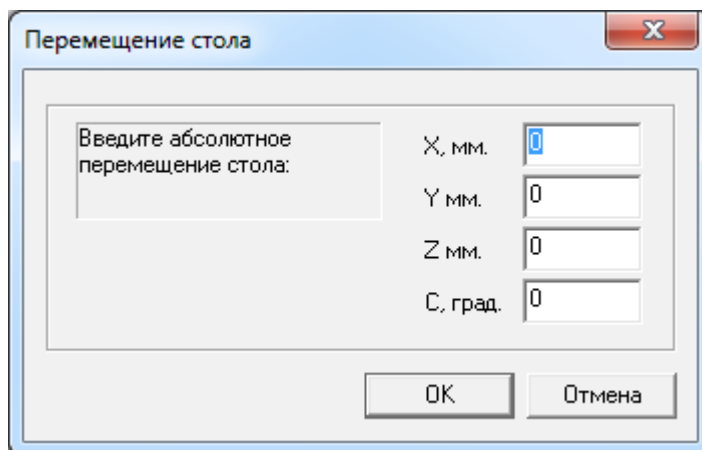 Перемещение стола
Введите абсолютное
перемещение стола:
X, мм. 0
Y мм. 0
Z мм. 0
C, град. 0
OK Отмена